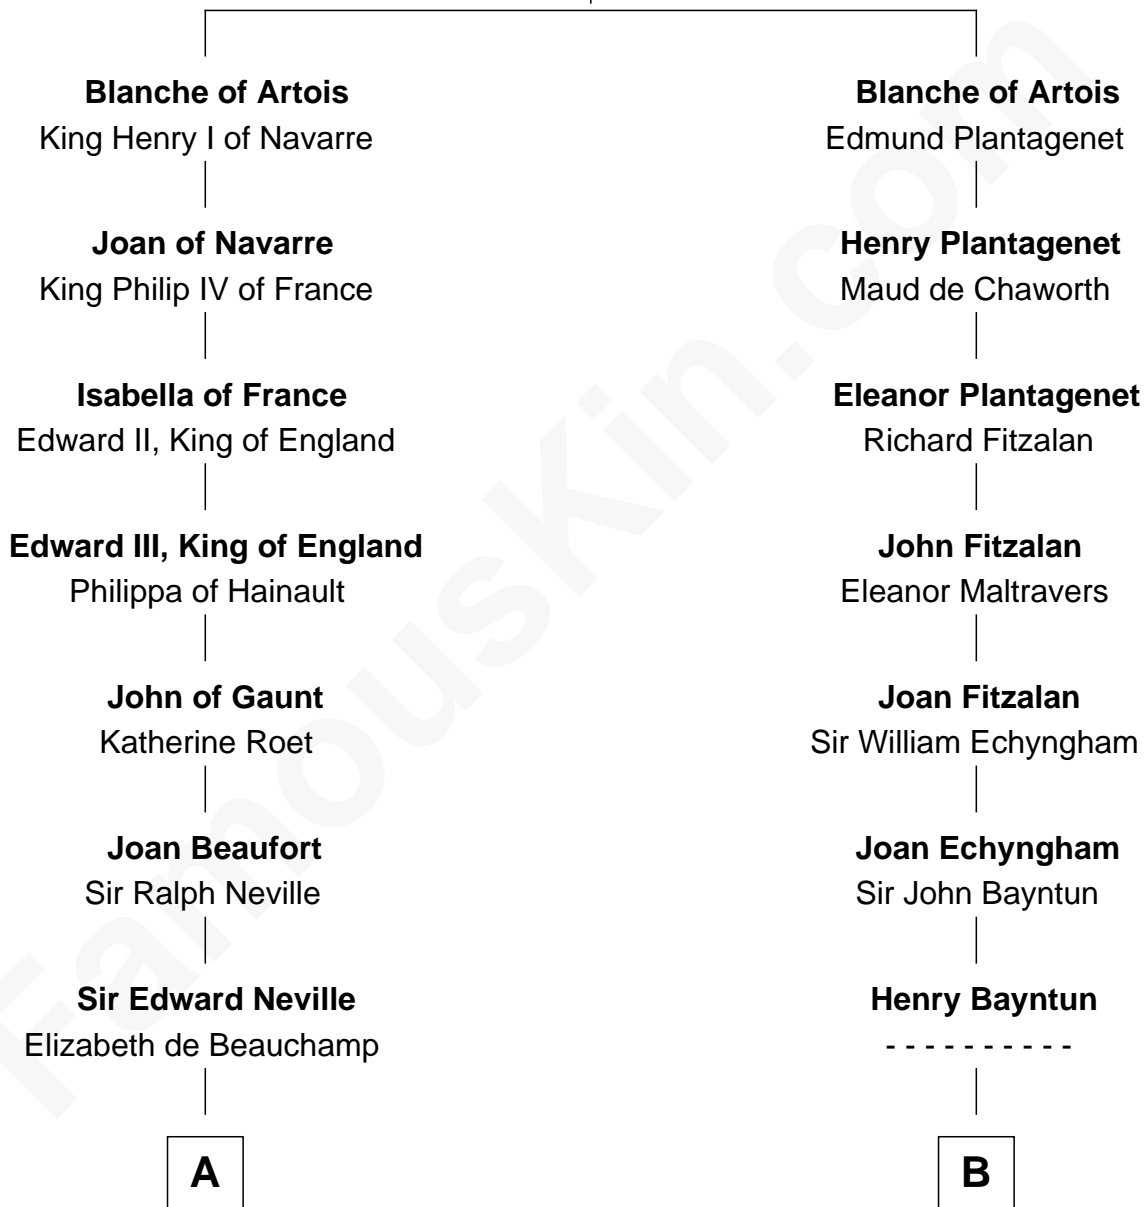 Blanche of Artois
King Henry I of Navarre
Joan of Navarre
King Philip IV of France
Isabella of France
Edward II, King of England
Edward III, King of England
Philippa of Hainault
John of Gaunt
Katherine Roet
Joan Beaufort
Sir Ralph Neville
Sir Edward Neville
Elizabeth de Beauchamp
A
Blanche of Artois
Edmund Plantagenet
Henry Plantagenet
Maud de Chaworth
Eleanor Plantagenet
Richard Fitzalan
John Fitzalan
Eleanor Maltravers
Joan Fitzalan
Sir William Echyngham
Joan Echyngham
Sir John Bayntun
Henry Bayntun
- - - - - - - - - -
B
FamousKin.com